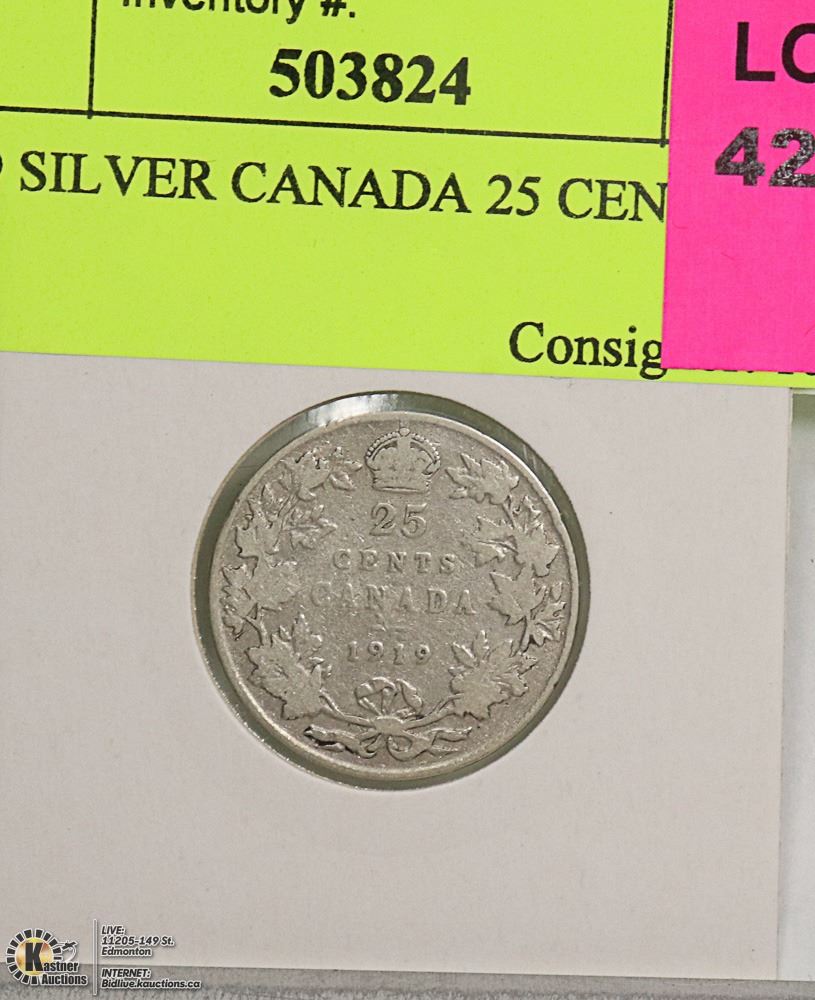 Inventory #:
503824
LO
42
SILVER CANADA 25 CEN
Consig
25
CENTS
CANADA
1919
Kastner
Auctions
LIVE:
11205-149 St.
Edmonton
INTERNET:
Bidlive.kauctions.ca